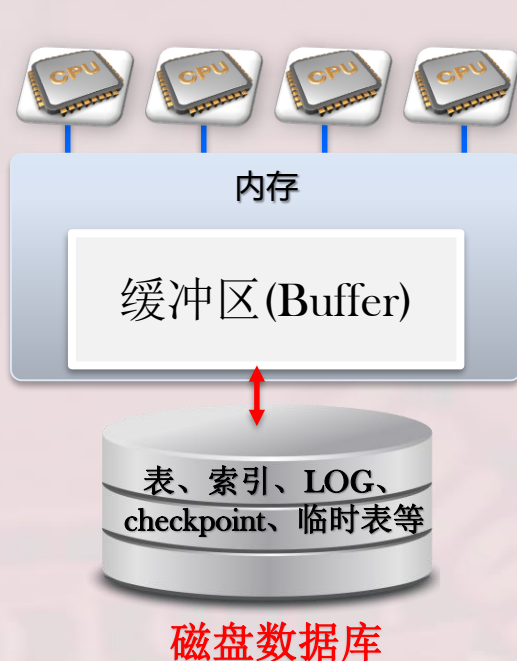 CPU CPU CPU CPU
内存
缓冲区(Buffer)
表、索引、LOG、
checkpoint、临时表等
磁盘数据库